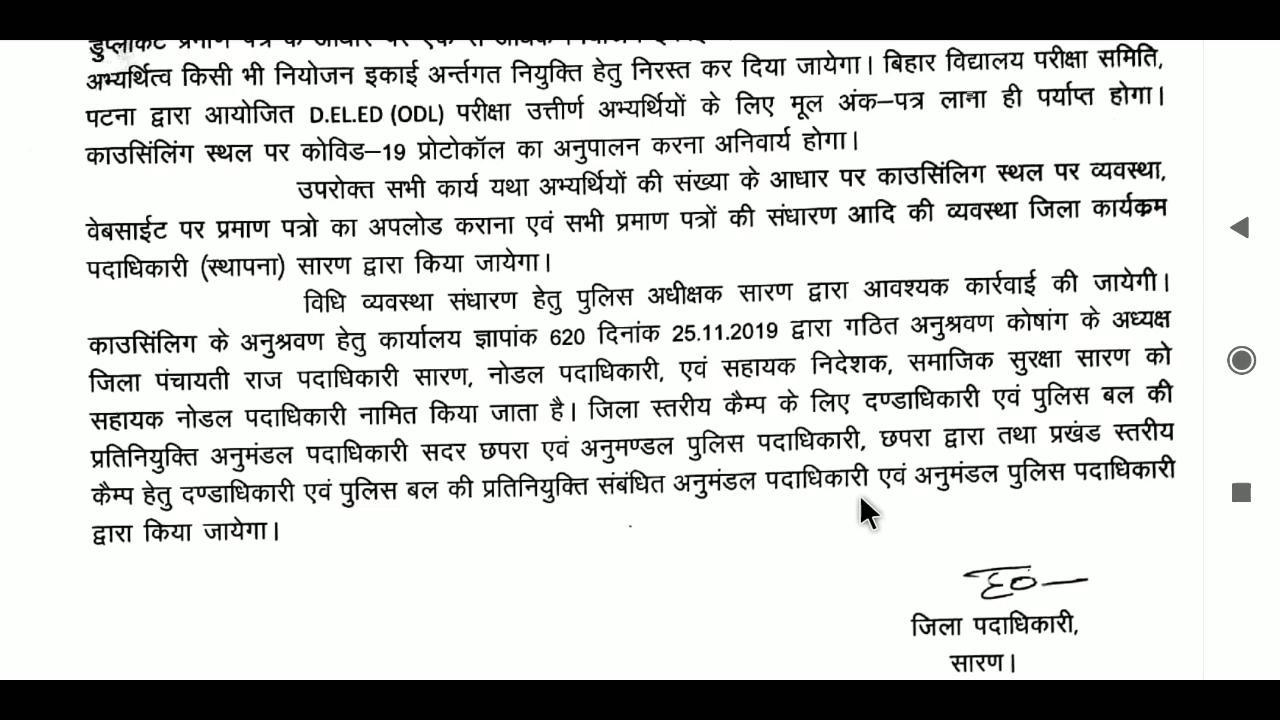 डुप्लीकेट प्रमाण पत्र के आधार पर एक से अधिक
अभ्यर्थित्व किसी भी नियोजन इकाई अर्न्तगत नियुक्ति हेतु निरस्त कर दिया जायेगा। बिहार विद्यालय परीक्षा समिति,
पटना द्वारा आयोजित D.EL.ED (ODL) परीक्षा उत्तीर्ण अभ्यर्थियों के लिए मूल अंक–पत्र लाना ही पर्याप्त होगा।
काउसिंलिंग स्थल पर कोविड–19 प्रोटोकॉल का अनुपालन करना अनिवार्य होगा।
उपरोक्त सभी कार्य यथा अभ्यर्थियों की संख्या के आधार पर काउसिंलिग स्थल पर व्यवस्था,
वेबसाईट पर प्रमाण पत्रो का अपलोड कराना एवं सभी प्रमाण पत्रों की संधारण आदि की व्यवस्था जिला कार्यकम
पदाधिकारी (स्थापना) सारण द्वारा किया जायेगा।
विधि व्यवस्था संधारण हेतु पुलिस अधीक्षक सारण द्वारा आवश्यक कार्रवाई की जायेगी।
काउसिंलिग के अनुश्रवण हेतु कार्यालय ज्ञापांक 620 दिनांक 25.11.2019 द्वारा गठित अनुश्रवण कोषांग के अध्यक्ष
जिला पंचायती राज पदाधिकारी सारण, नोडल पदाधिकारी, एवं सहायक निदेशक, समाजिक सुरक्षा सारण को
सहायक नोडल पदाधिकारी नामित किया जाता है। जिला स्तरीय कैम्प के लिए दण्डाधिकारी एवं पुलिस बल की
प्रतिनियुक्ति अनुमंडल पदाधिकारी सदर छपरा एवं अनुमण्डल पुलिस पदाधिकारी, छपरा द्वारा तथा प्रखंड स्तरीय
कैम्प हेतु दण्डाधिकारी एवं पुलिस बल की प्रतिनियुक्ति संबंधित अनुमंडल पदाधिकारी एवं अनुमंडल पुलिस पदाधिकारी
द्वारा किया जायेगा।
जिला पदाधिकारी,
सारण।